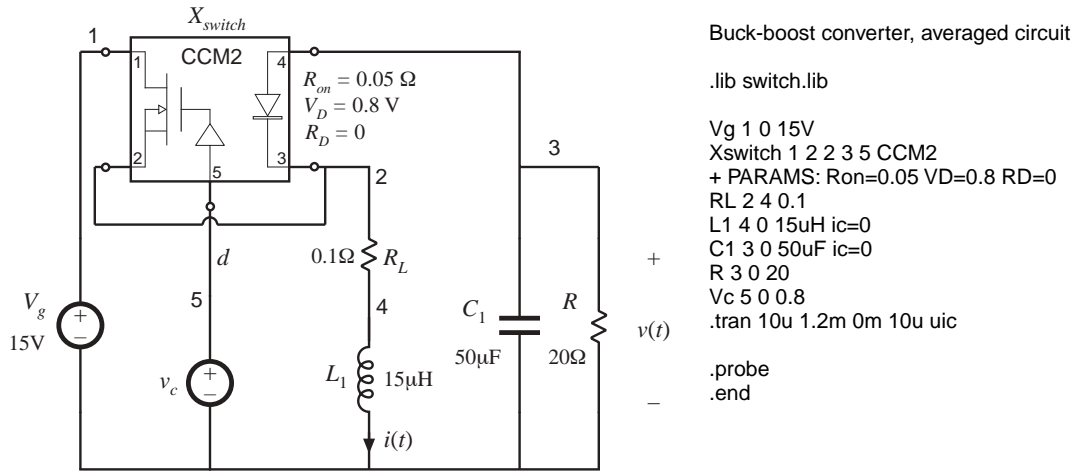 X_switch
1
CCM2
1
4
R_on = 0.05 Ω
V_D = 0.8 V
R_D = 0
2
5
3
2
3
d
0.1Ω
R_L
5
4
V_g
+
−
15V
v_c
+
−
L_1
15µH
i(t)
C_1
50µF
R
20Ω
+
v(t)
−
Buck-boost converter, averaged circuit
.lib switch.lib
Vg 1 0 15V
Xswitch 1 2 2 3 5 CCM2
+ PARAMS: Ron=0.05 VD=0.8 RD=0
RL 2 4 0.1
L1 4 0 15uH ic=0
C1 3 0 50uF ic=0
R 3 0 20
Vc 5 0 0.8
.tran 10u 1.2m 0m 10u uic
.probe
.end